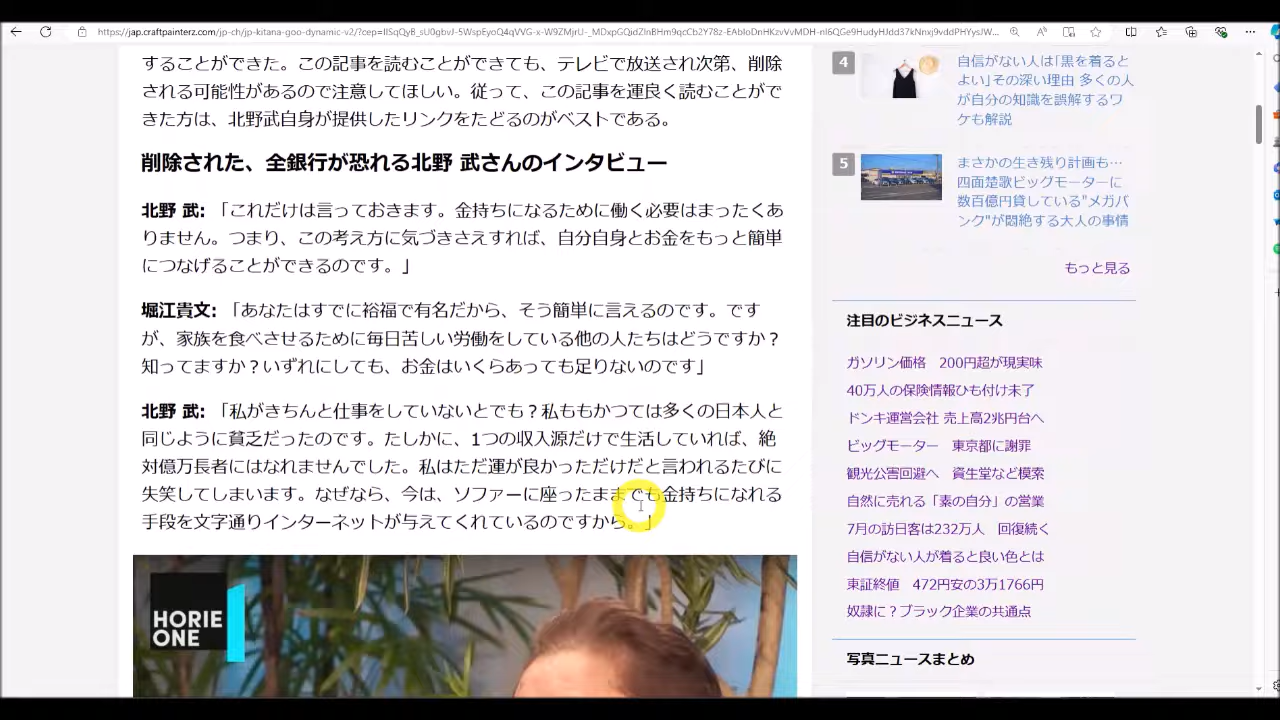 https://jap.craftpainterz.com/jp-ch/jp-kitana-goo-dynamic-v2/?cep=
することができた。この記事を読むことができても、テレビで放送され次第、削除
される可能性があるので注意してほしい。従って、この記事を運良く読むことがで
きた方は、北野武自身が提供したリンクをたどるのがベストである。
削除された、全銀行が恐れる北野 武さんのインタビュー
北野 武: 「これだけは言っておきます。金持ちになるために働く必要はまったくあ
りません。つまり、この考え方に気づきさえすれば、自分自身とお金をもっと簡単
につなげることができるのです。」
堀江貴文: 「あなたはすでに裕福で有名だから、そう簡単に言えるのです。です
が、家族を食べさせるために毎日苦しい労働をしている他の人たちはどうですか？
知ってますか？いずれにしても、お金はいくらあっても足りないのです」
北野 武: 「私がきちんと仕事をしていないとでも？私ももかつては多くの日本人と
同じように貧乏だったのです。たしかに、1つの収入源だけで生活していれば、絶
対億万長者にはなれませんでした。私はただ運が良かっただけだと言われるたびに
失笑してしまいます。なぜなら、今は、ソファーに座ったままでも金持ちになれる
手段を文字通りインターネットが与えてくれているのですから。」
HORIE
ONE
4
自信がない人は｢黒を着ると
よい｣その深い理由 多くの人
が自分の知識を誤解するワ
ケも解説
5
まさかの生き残り計画も…
四面楚歌ビッグモーターに
数百億円貸している"メガバ
ンク"が悶絶する大人の事情
もっと見る
注目のビジネスニュース
ガソリン価格　200円超が現実味
40万人の保険情報ひも付け未了
ドンキ運営会社 売上高2兆円台へ
ビッグモーター　東京都に謝罪
観光公害回避へ　資生堂など模索
自然に売れる「素の自分」の営業
7月の訪日客は232万人　回復続く
自信がない人が着ると良い色とは
東証終値　472円安の3万1766円
奴隷に？ブラック企業の共通点
写真ニュースまとめ